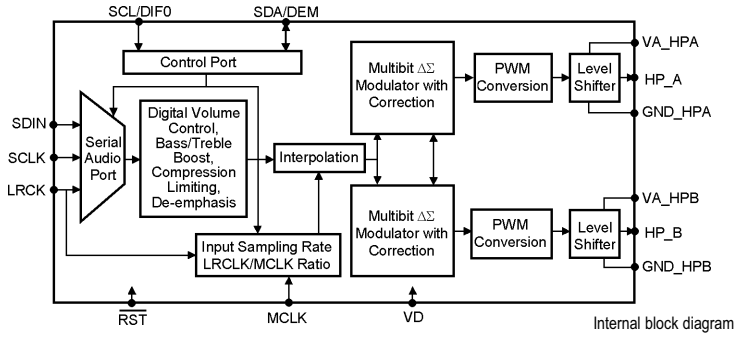 SCL/DIF0
SDA/DEM
Control Port
SDIN
SCLK
LRCK
Serial
Audio
Port
Digital Volume
Control,
Bass/Treble
Boost,
Compression
Limiting,
De-emphasis
Interpolation
Input Sampling Rate
LRCLK/MCLK Ratio
Multibit ΔΣ
Modulator with
Correction
PWM
Conversion
Level
Shifter
VA_HPA
HP_A
GND_HPA
Multibit ΔΣ
Modulator with
Correction
PWM
Conversion
Level
Shifter
VA_HPB
HP_B
GND_HPB
RST
MCLK
VD
Internal block diagram